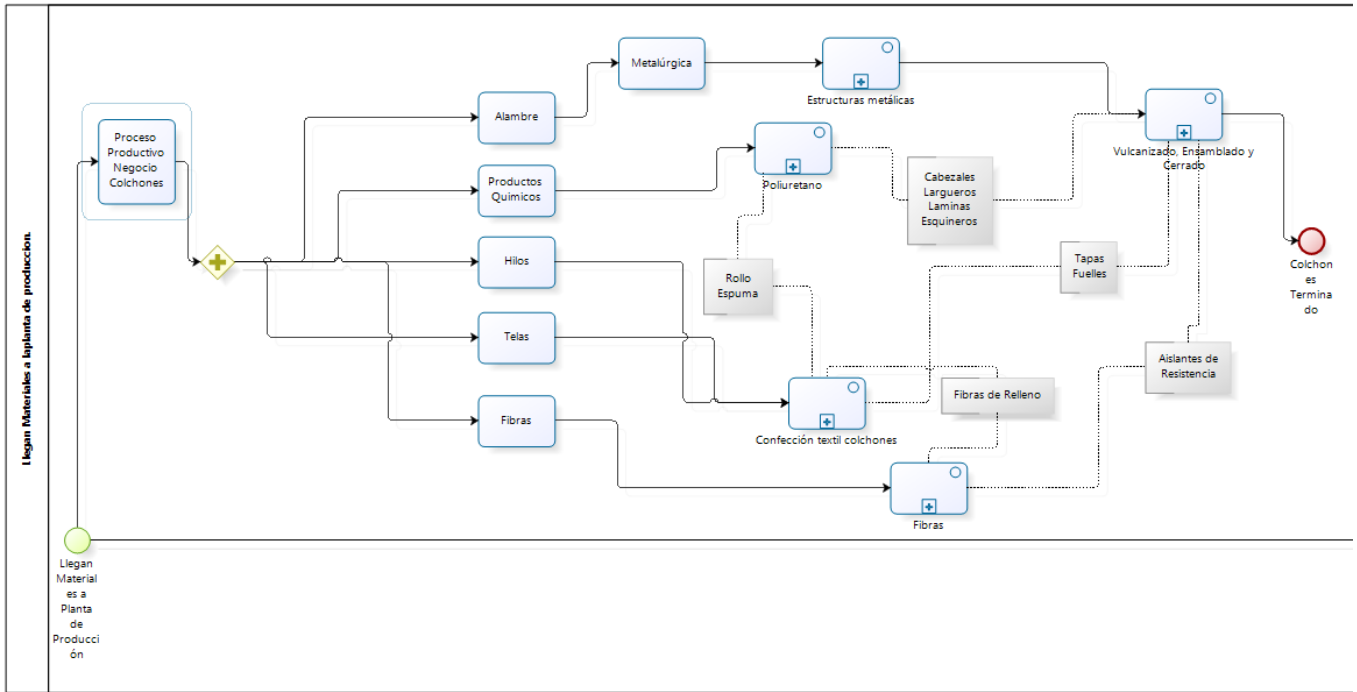 Llegan Materiales a laplanta de produccion.
Proceso
Productivo
Negocio
Colchones
Llegan
Material
es a
Planta
de
Producci
ón
Alambre
Productos
Quimicos
Hilos
Telas
Fibras
Metalúrgica
Estructuras metálicas
Poliuretano
Rollo
Espuma
Confección textil colchones
Fibras
Cabezales
Largueros
Laminas
Esquineros
Fibras de Relleno
Tapas
Fuelles
Vulcanizado, Ensamblado y
Cerrado
Aislantes de
Resistencia
Colchon
es
Termina
do